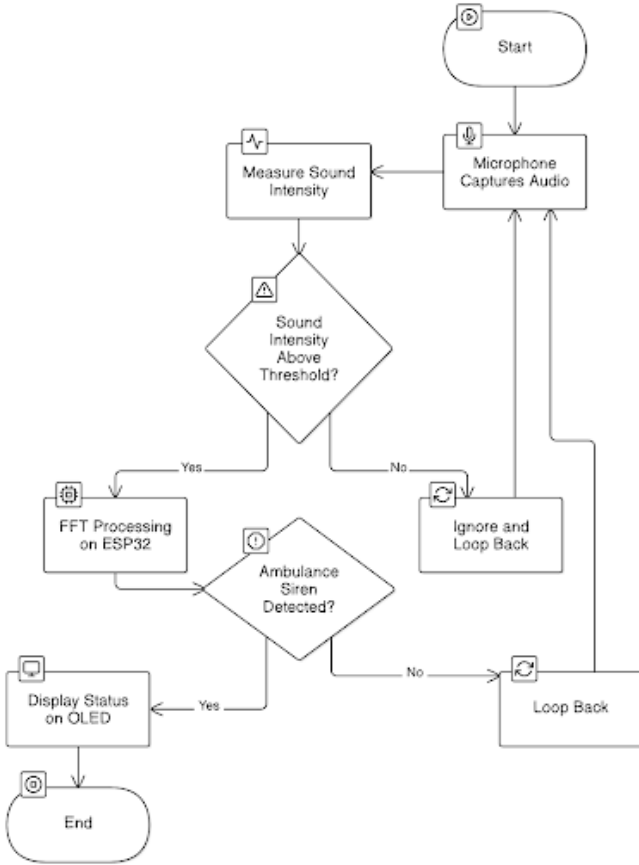 Start
Microphone
Captures Audio
Measure Sound
Intensity
Sound
Intensity
Above
Threshold?
Yes
No
FFT Processing
on ESP32
Ignore and
Loop Back
Ambulance
Siren
Detected?
Yes
No
Display Status
on OLED
Loop Back
End